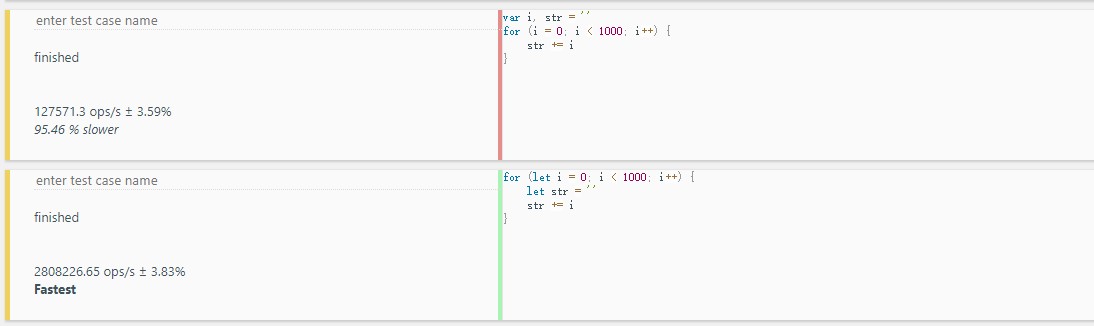 enter test case name
finished
127571.3 ops/s ± 3.59%
95.46 % slower
var i, str = ''
for (i = 0; i < 1000; i++) {
    str += i
}
enter test case name
finished
2808226.65 ops/s ± 3.83%
Fastest
for (let i = 0; i < 1000; i++) {
    let str = ''
    str += i
}